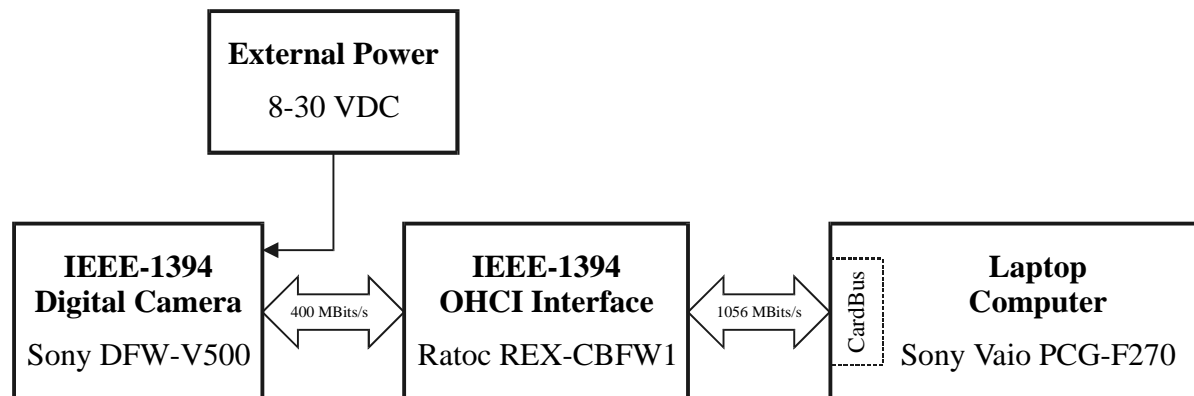 External Power
8-30 VDC
IEEE-1394
Digital Camera
Sony DFW-V500
400 MBits/s
IEEE-1394
OHCI Interface
Ratoc REX-CBFW1
1056 MBits/s
CardBus
Laptop
Computer
Sony Vaio PCG-F270